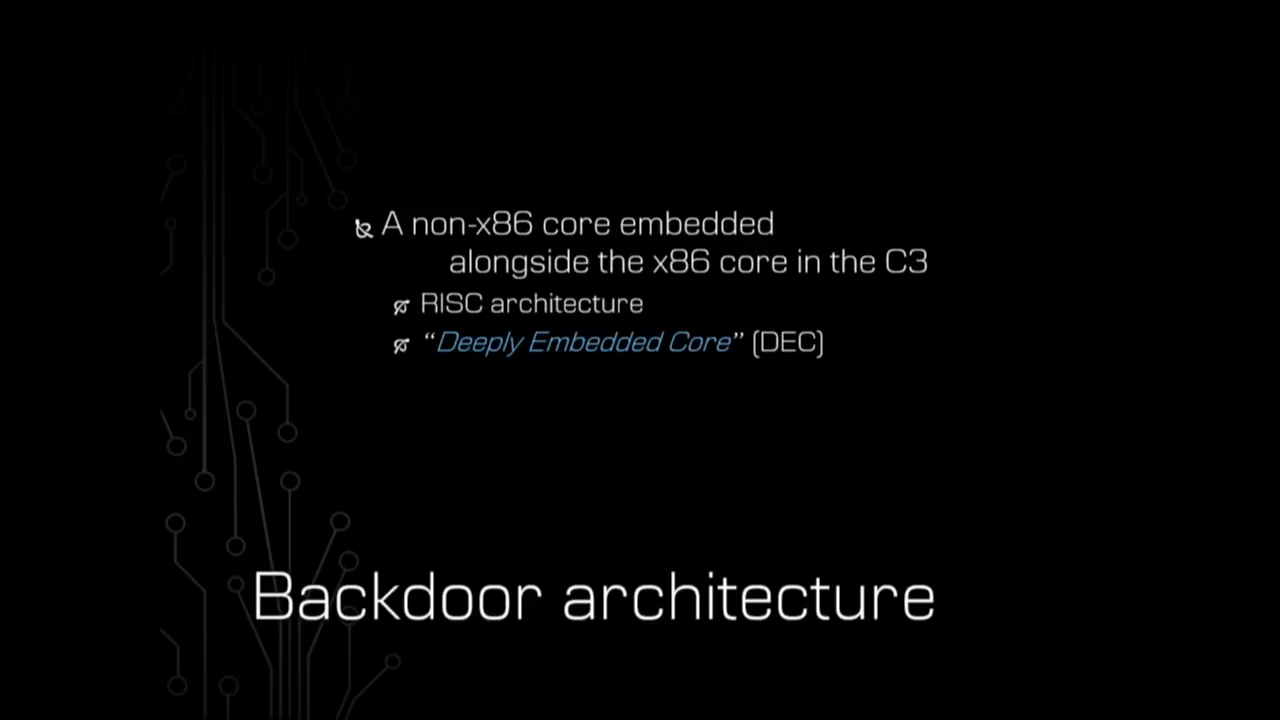 A non-x86 core embedded
alongside the x86 core in the C3
RISC architecture
“Deeply Embedded Core” (DEC)
Backdoor architecture